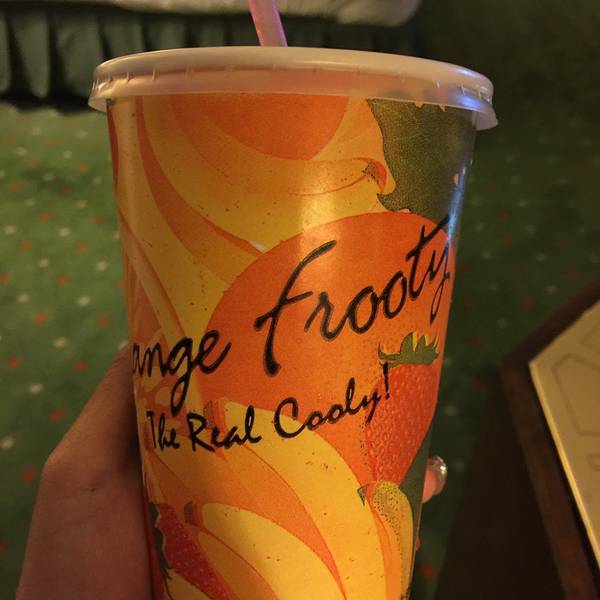 ange Frooty
The Real Cooly!